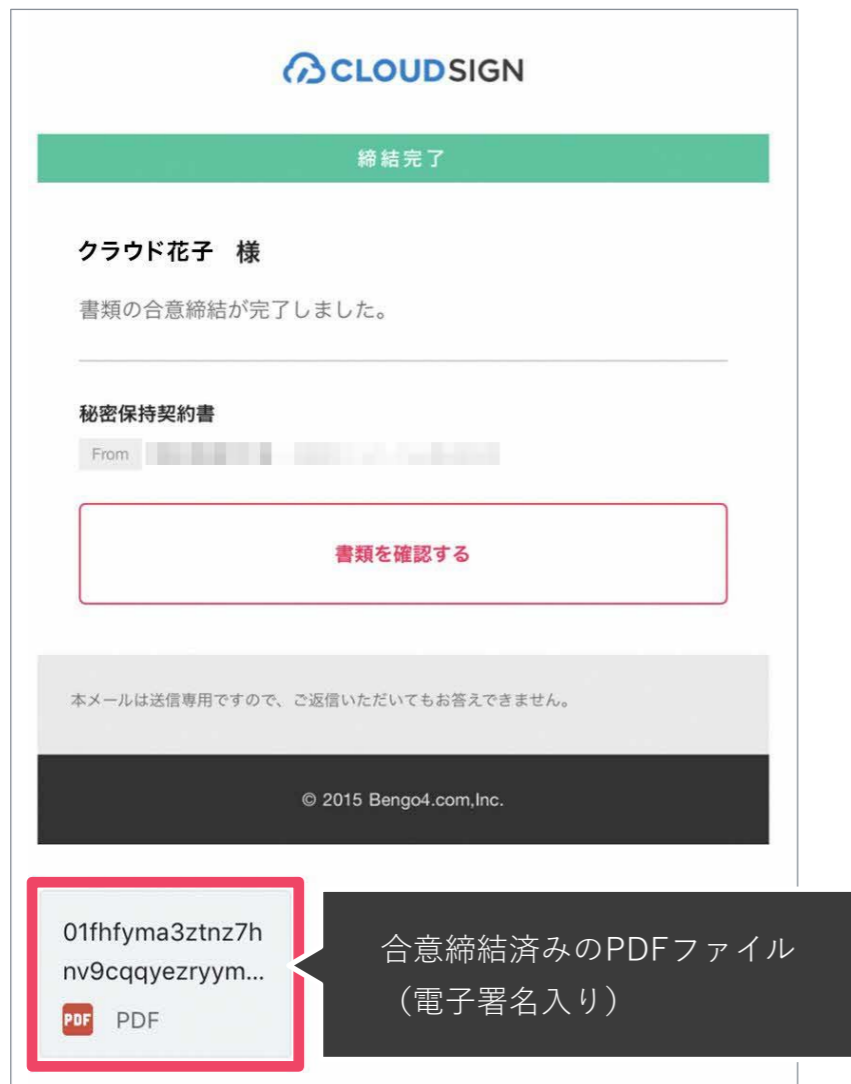 CLOUDSIGN
締結完了
クラウド花子 様
書類の合意締結が完了しました。
秘密保持契約書
From
書類を確認する
本メールは送信専用ですので、ご返信いただいてもお答えできません。
© 2015 Bengo4.com,Inc.
01fhfyma3ztnz7h
nv9cqqyezryym...
PDF PDF
合意締結済みのPDFファイル
（電子署名入り）